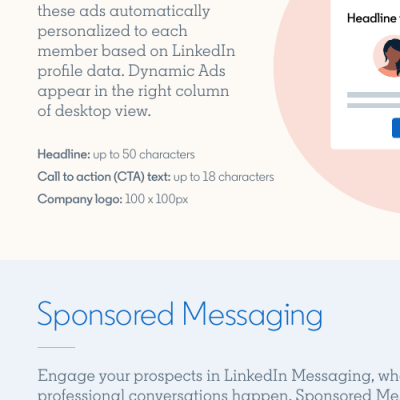 these ads automatically
personalized to each
member based on LinkedIn
profile data. Dynamic Ads
appear in the right column
of desktop view.
Headline
Headline: up to 50 characters
Call to action (CTA) text: up to 18 characters
Company logo: 100 x 100px
Sponsored Messaging
Engage your prospects in LinkedIn Messaging,
professional conversations happen. Sponsored